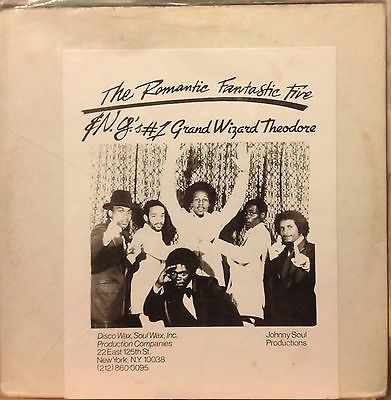 The Romantic Fantastic Five
& N.Y.'s #1 Grand Wizard Theodore
Disco Wax, Soul Wax, Inc.
Production Companies
22 East 125th St.
New York, N.Y 10038
(212) 860 0095
Johnny Soul
Productions